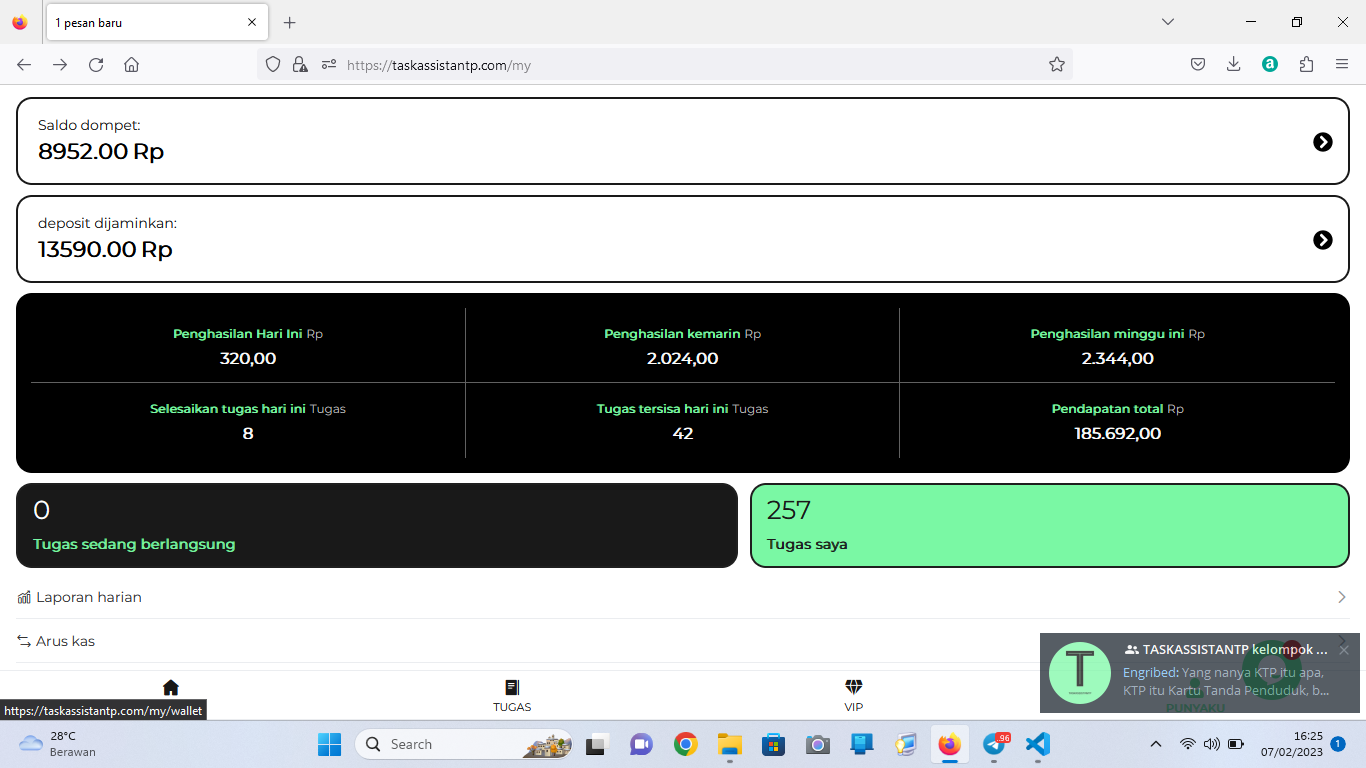 1 pesan baru
https://taskassistantp.com/my
Saldo dompet:
8952.00 Rp
deposit dijaminkan:
13590.00 Rp
Penghasilan Hari Ini Rp
320,00
Penghasilan kemarin Rp
2.024,00
Penghasilan minggu ini Rp
2.344,00
Selesaikan tugas hari ini Tugas
8
Tugas tersisa hari ini Tugas
42
Pendapatan total Rp
185.692,00
0
Tugas sedang berlangsung
257
Tugas saya
Laporan harian
Arus kas
T
TASKASSISTANTP kelompok ...
Engribed: Yang nanya KTP itu apa,
KTP itu Kartu Tanda Penduduk, b...
TUGAS
VIP
PUNYAKU
https://taskassistantp.com/my/wallet
28°C
Berawan
Search
96
16:25
07/02/2023
1